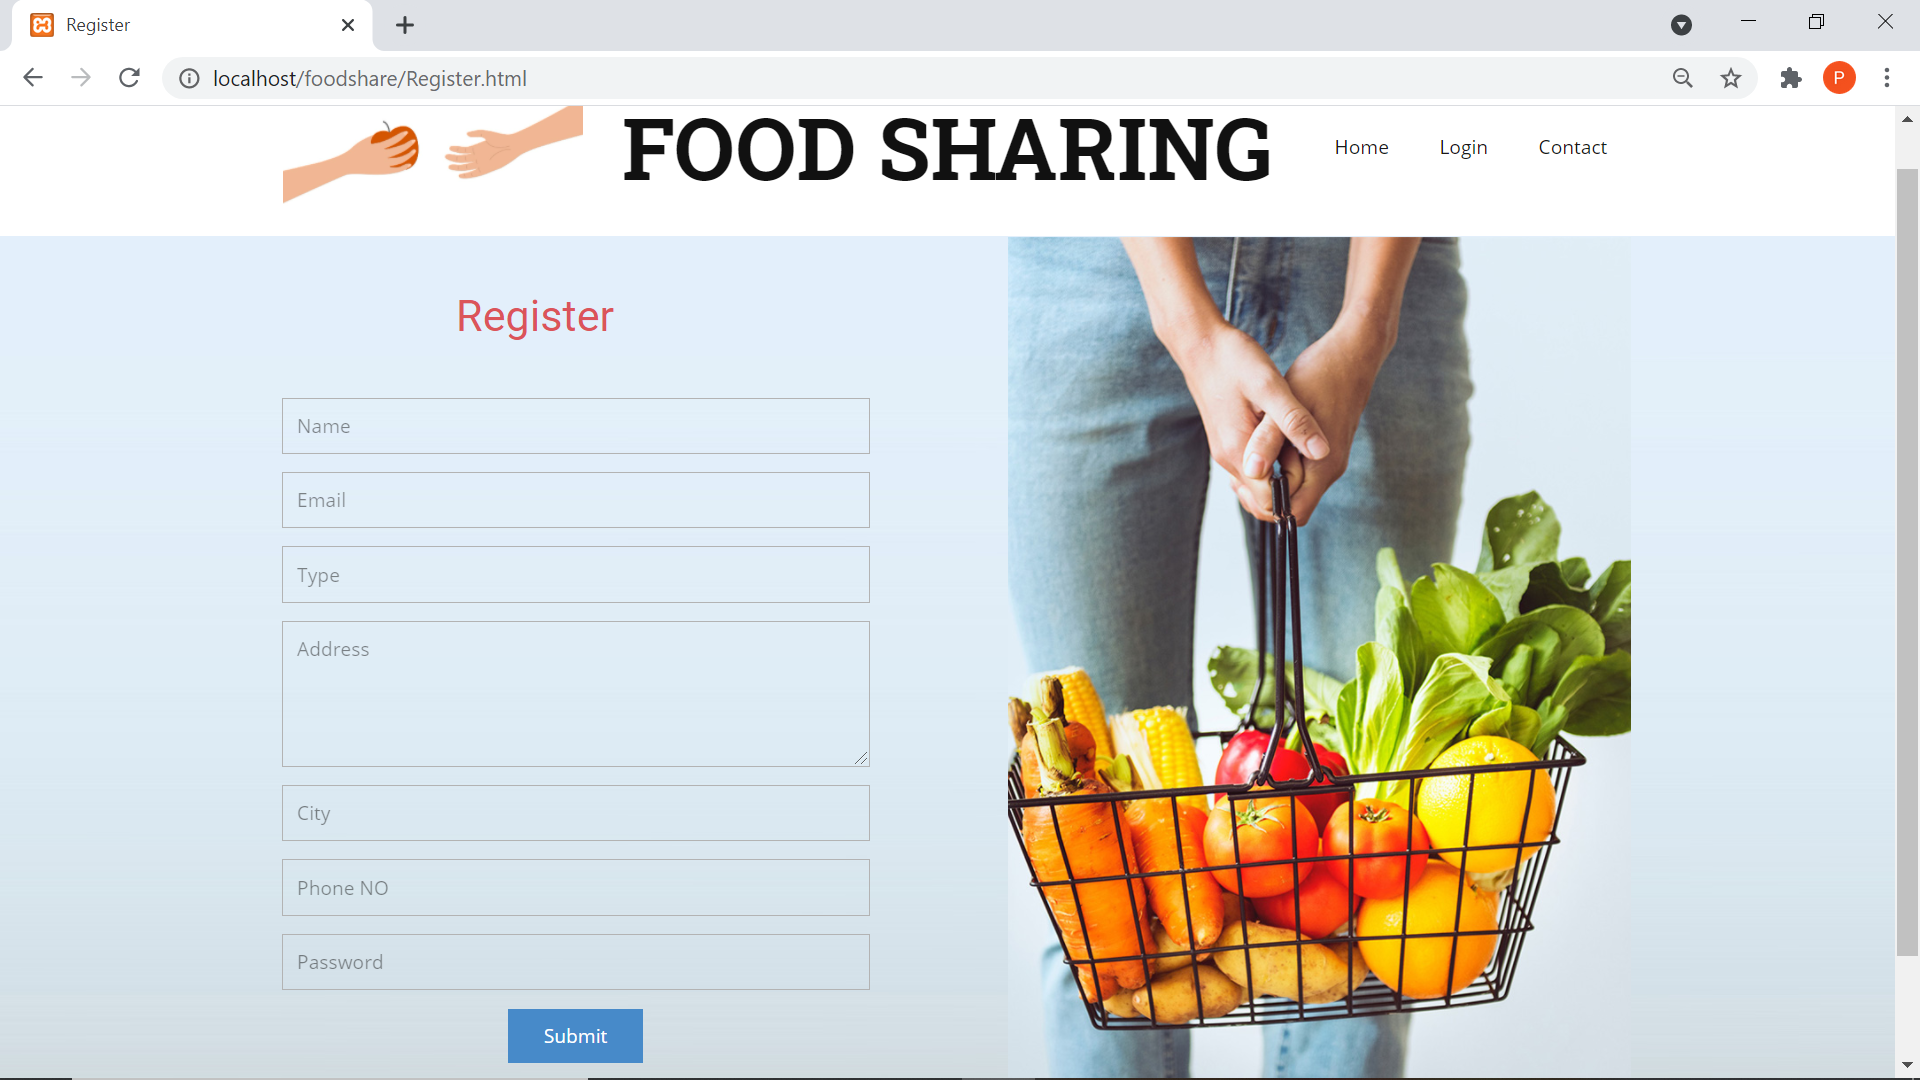 Register
localhost/foodshare/Register.html
P
FOOD SHARING
Home
Login
Contact
Register
Name
Email
Type
Address
City
Phone NO
Password
Submit